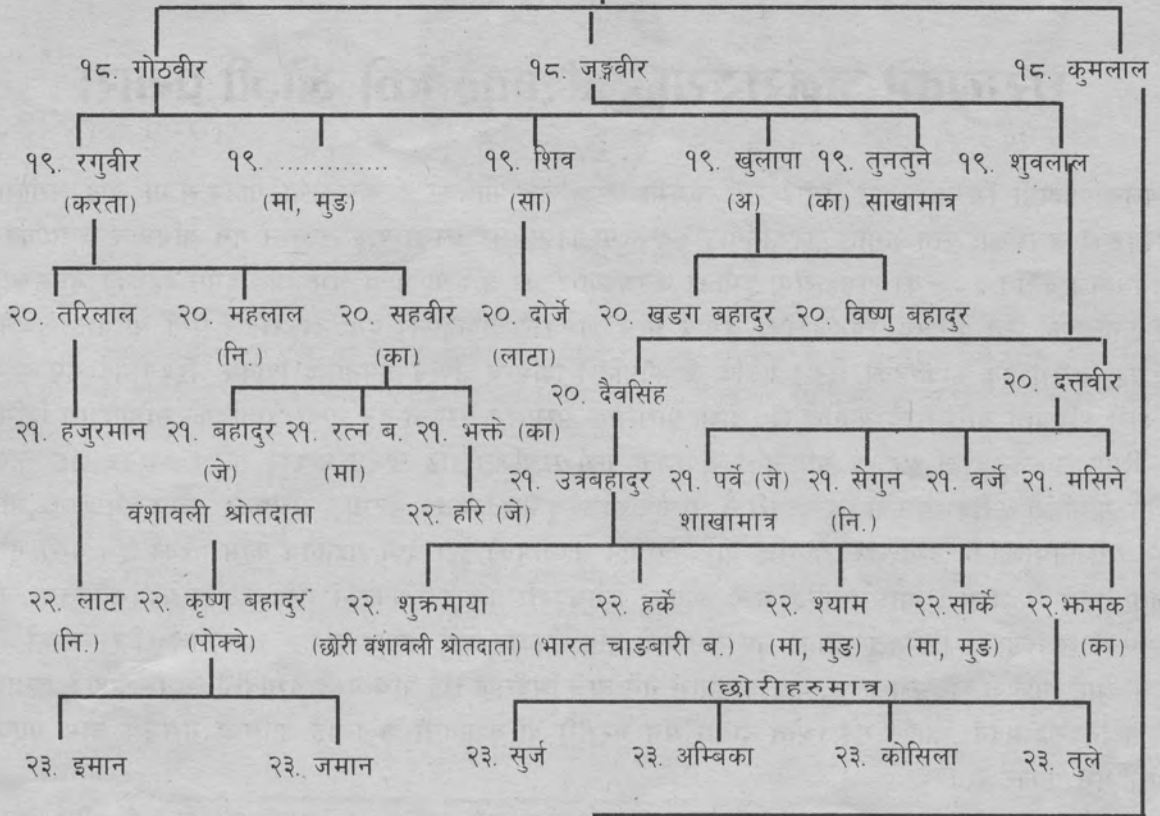 १८. गोठवीर १८. जङ्गवीर १८. कुमलाल
१९. रगुवीर १९. .................. १९. शिव १९. खुलापा १९. तुनतुने १९. शुवलाल
(करता) (मा, मुङ) (सा) (अ) (का) साखामात्र
२०. तरिलाल २०. महलाल २०. सहवीर २०. दोर्जे २०. खडग बहादुर २०. विष्णु बहादुर
(नि.) (का) (लाटा)
२०. दैवसिंह २०. दत्तवीर
२१. हजुरमान २१. बहादुर २१. रत्न ब. २१. भक्ते (का)
(जे) (मा) २१. उत्रबहादुर २१. पर्वे (जे) २१. सेगुन २१. वर्जे २१. मसिने
वंशावली श्रोतदाता २२. हरि (जे) शाखामात्र (नि.)
२२. लाटा २२. कृष्ण बहादुर २२. शुक्रमाया २२. हर्के २२. श्याम २२.सार्के २२.झमक
(नि.) (पोक्चे) (छोरी वंशावली श्रोतदाता) (भारत चाडबारी ब.) (मा, मुङ) (मा, मुङ) (का)
(छोरीहरुमात्र)
२३. इमान २३. जमान २३. सुर्ज २३. अम्बिका २३. कोसिला २३. तुले